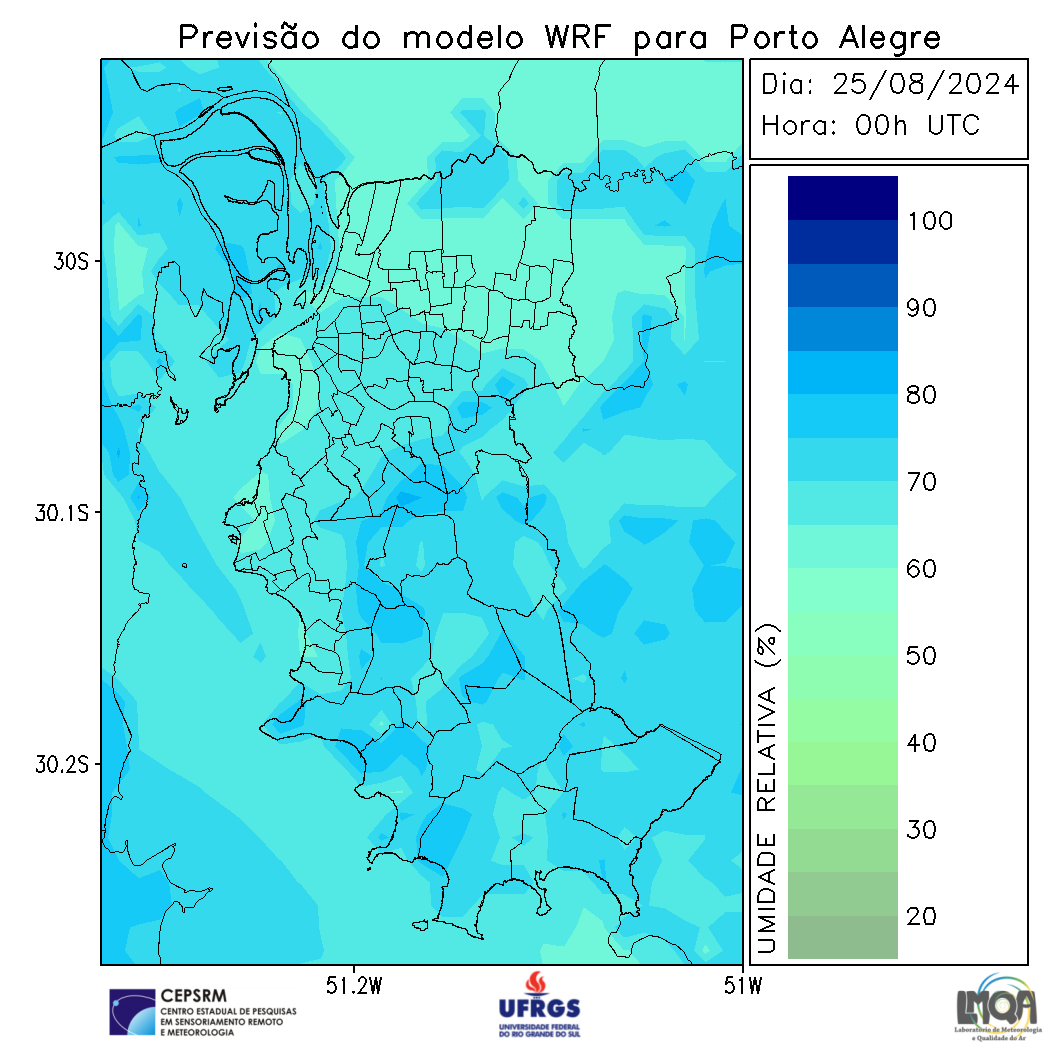 Previsão do modelo WRF para Porto Alegre
Dia: 25/08/2024
Hora: 00h UTC
30S
30.1S
30.2S
51.2W
51W
100
90
80
70
60
50
40
30
20
UMIDADE RELATIVA (%)
CEPSRM
CENTRO ESTADUAL DE PESQUISAS
EM SENSORIAMENTO REMOTO
E METEOROLOGIA
UFRGS
UNIVERSIDADE FEDERAL
DO RIO GRANDE DO SUL
LMQA
Laboratório de Meteorologia
e Qualidade do Ar